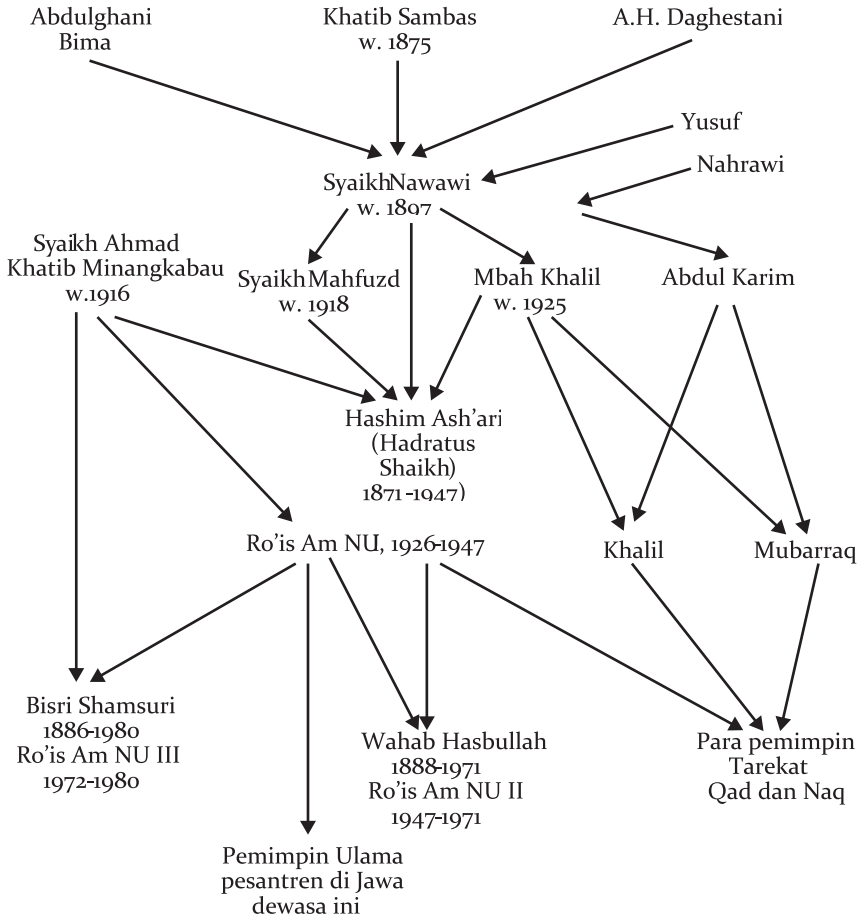 Abdulghani
Bima
Khatib Sambas
w. 1875
A.H. Daghestani
Yusuf
Nahrawi
SyaikhNawawi
w. 1897
Syaikh Ahmad
Khatib Minangkabau
w.1916
Syaikh Mahfuzd
w. 1918
Mbah Khalil
w. 1925
Abdul Karim
Hashim Ash'ari
(Hadratus
Shaikh)
1871-1947)
Ro'is Am NU, 1926-1947
Khalil
Mubarraq
Bisri Shamsuri
1886-1980
Ro'is Am NU III
1972-1980
Wahab Hasbullah
1888-1971
Ro'is Am NU II
1947-1971
Para pemimpin
Tarekat
Qad dan Naq
Pemimpin Ulama
pesantren di Jawa
dewasa ini